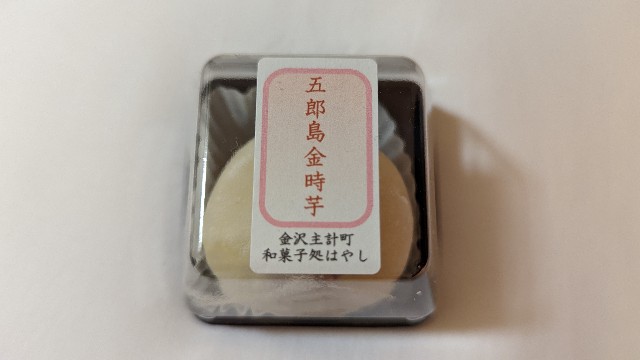 五郎島金時芋
金沢主計町
和菓子処はやし